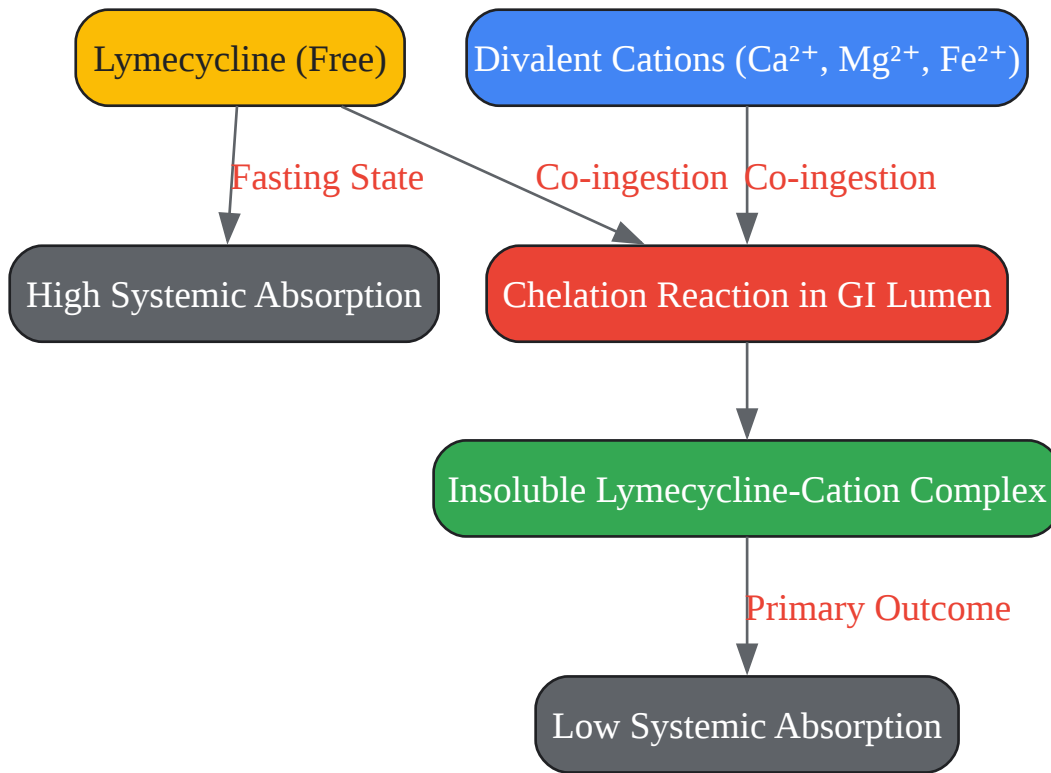 Lymecycline (Free)
Divalent Cations (Ca²⁺, Mg²⁺, Fe²⁺)
Fasting State
Co-ingestion
Co-ingestion
High Systemic Absorption
Chelation Reaction in GI Lumen
Insoluble Lymecycline-Cation Complex
Primary Outcome
Low Systemic Absorption